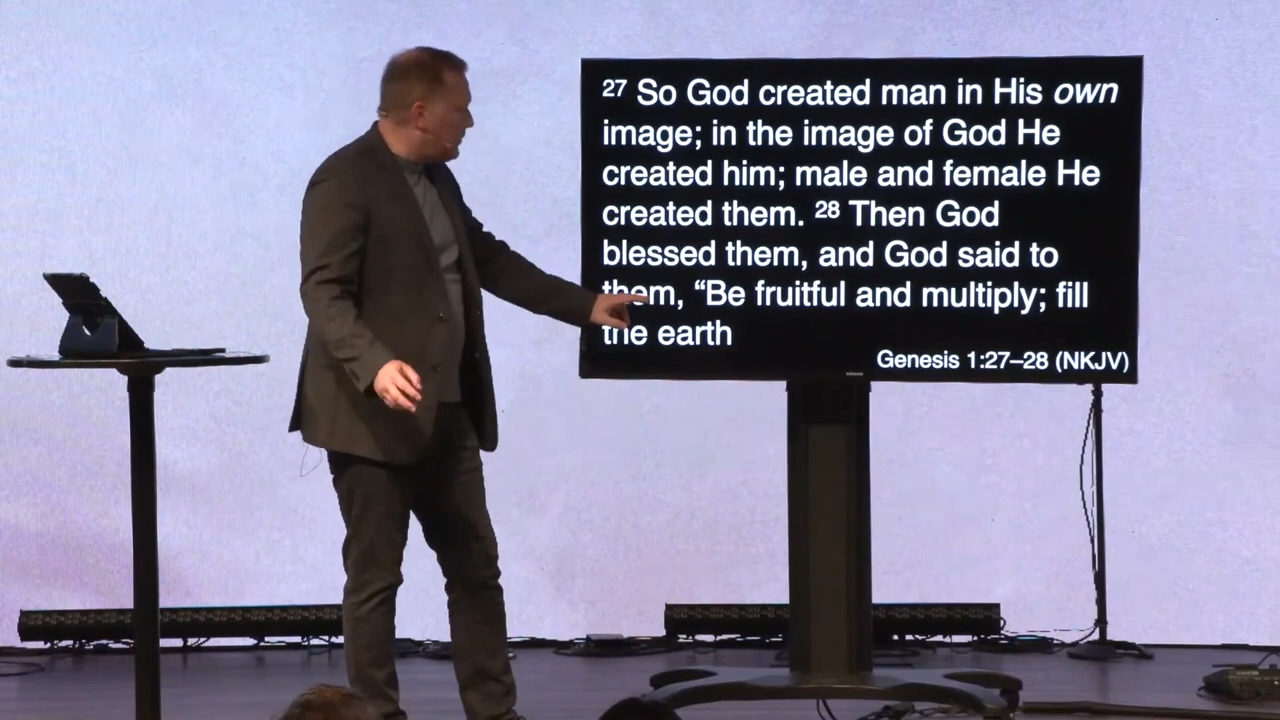 27 So God created man in His own
image; in the image of God He
created him; male and female He
created them. 28 Then God
blessed them, and God said to
them, “Be fruitful and multiply; fill
the earth
Genesis 1:27–28 (NKJV)